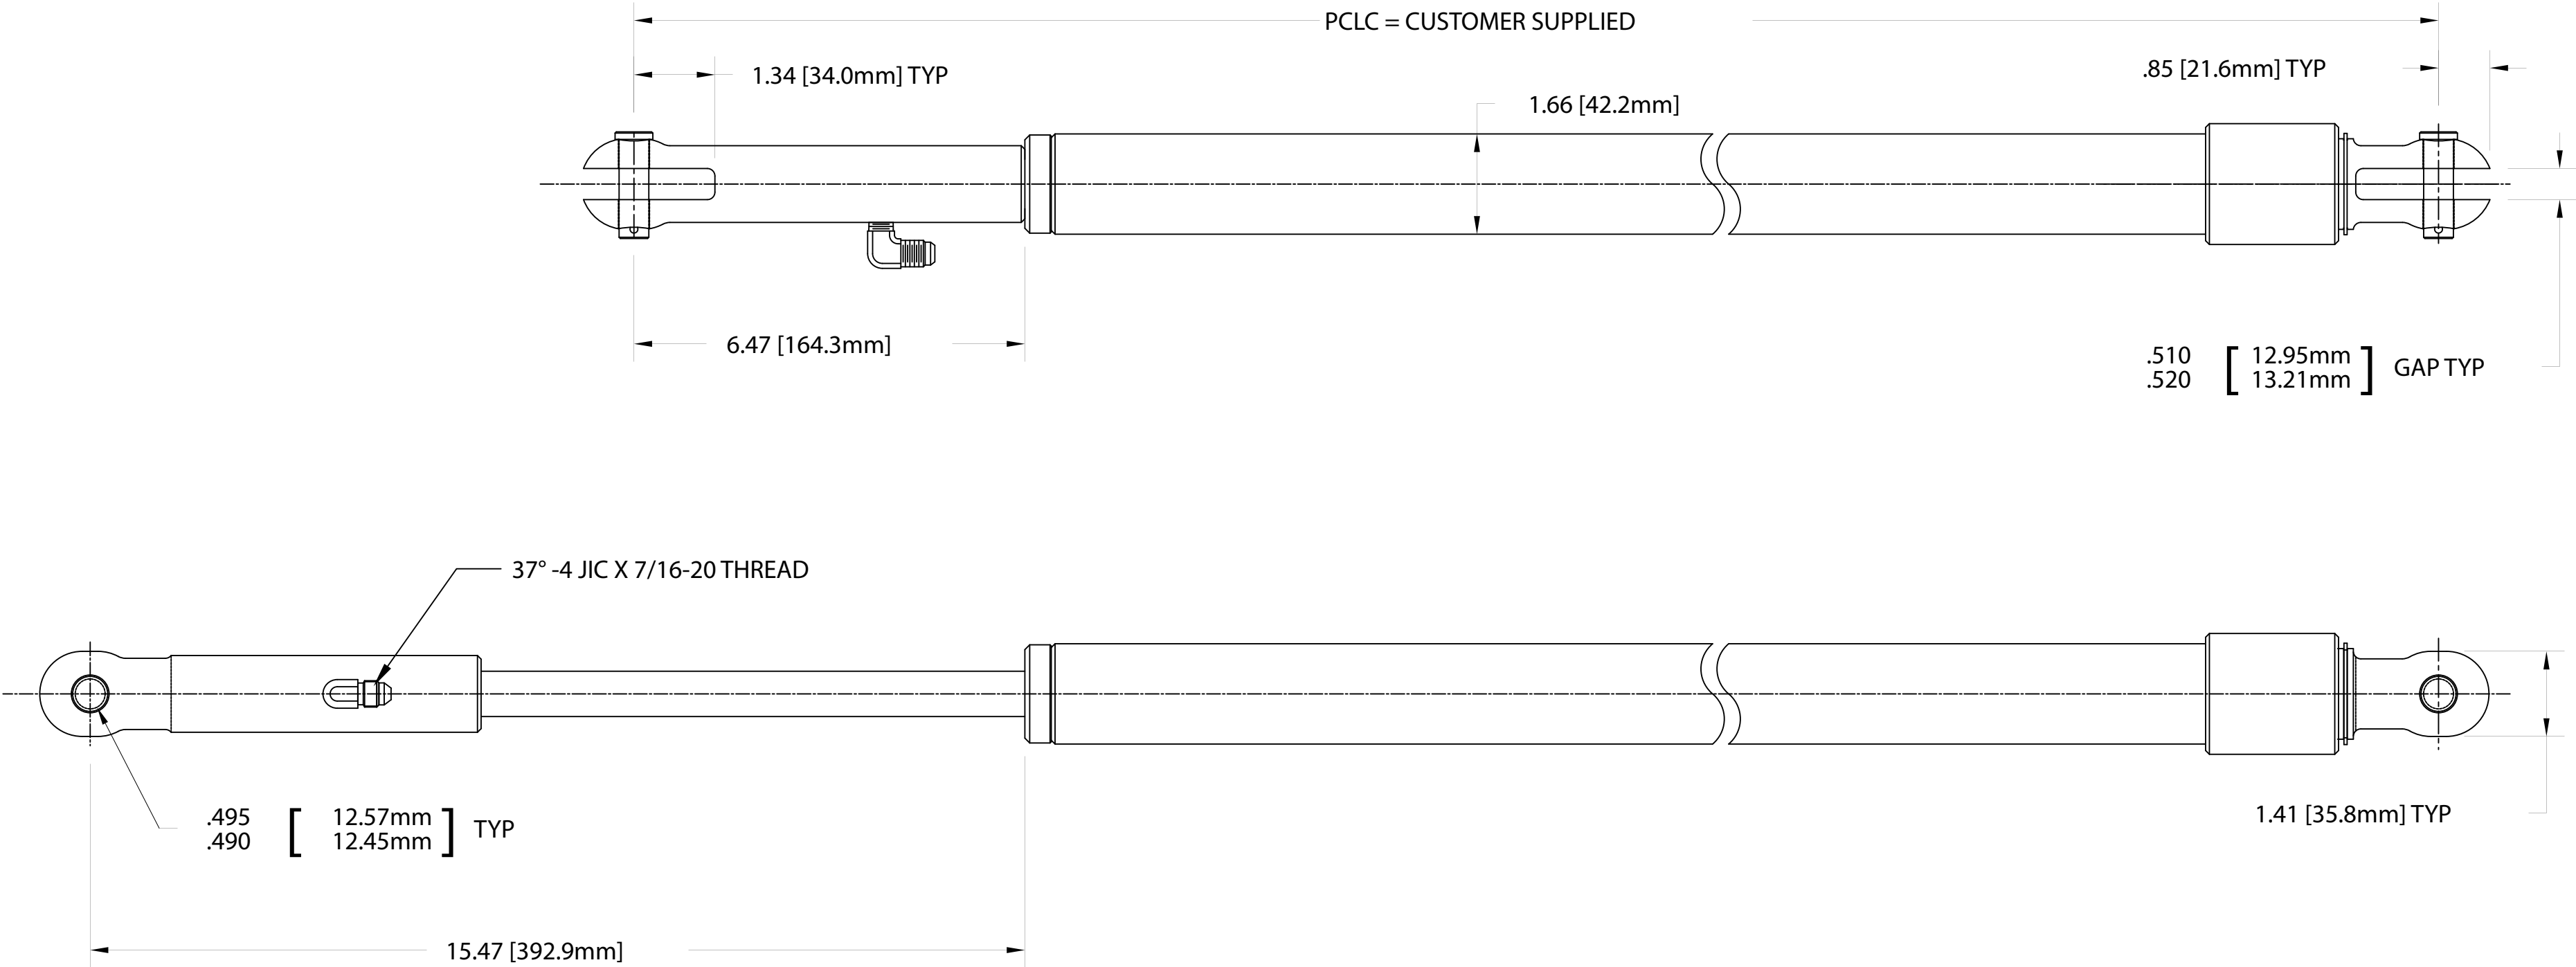 PCLC = CUSTOMER SUPPLIED
1.34 [34.0mm] TYP
.85 [21.6mm] TYP
1.66 [42.2mm]
6.47 [164.3mm]
.510 [ 12.95mm ] GAP TYP
.520 13.21mm
37° -4 JIC X 7/16-20 THREAD
.495 [ 12.57mm ] TYP
.490 12.45mm
1.41 [35.8mm] TYP
15.47 [392.9mm]